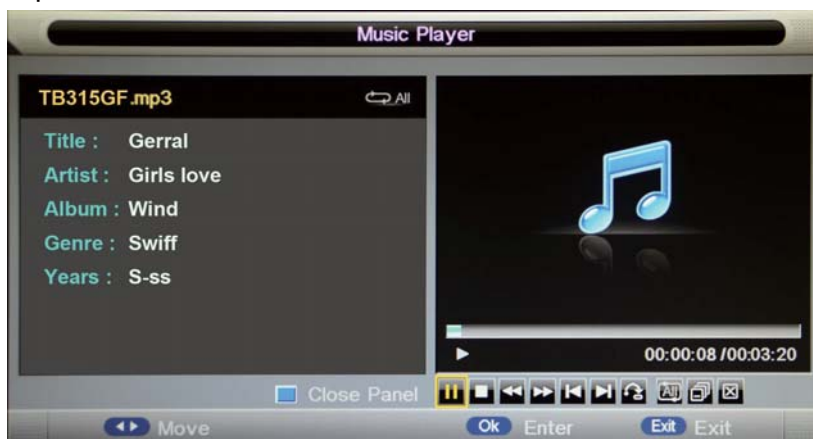 Music Player
TB315GF.mp3
All
Title : Gerral
Artist : Girls love
Album : Wind
Genre : Swiff
Years : S-ss
00:00:08 /00:03:20
Close Panel
All
Move
Ok Enter
Exit Exit